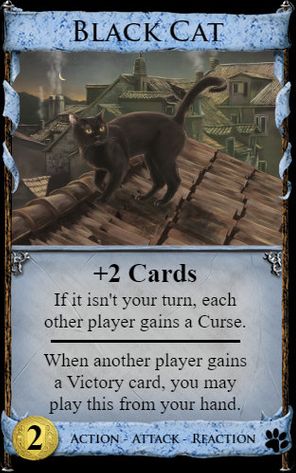 BLACK CAT
+2 Cards
If it isn't your turn, each
other player gains a Curse.
When another player gains
a Victory card, you may
play this from your hand.
2 ACTION - ATTACK - REACTION